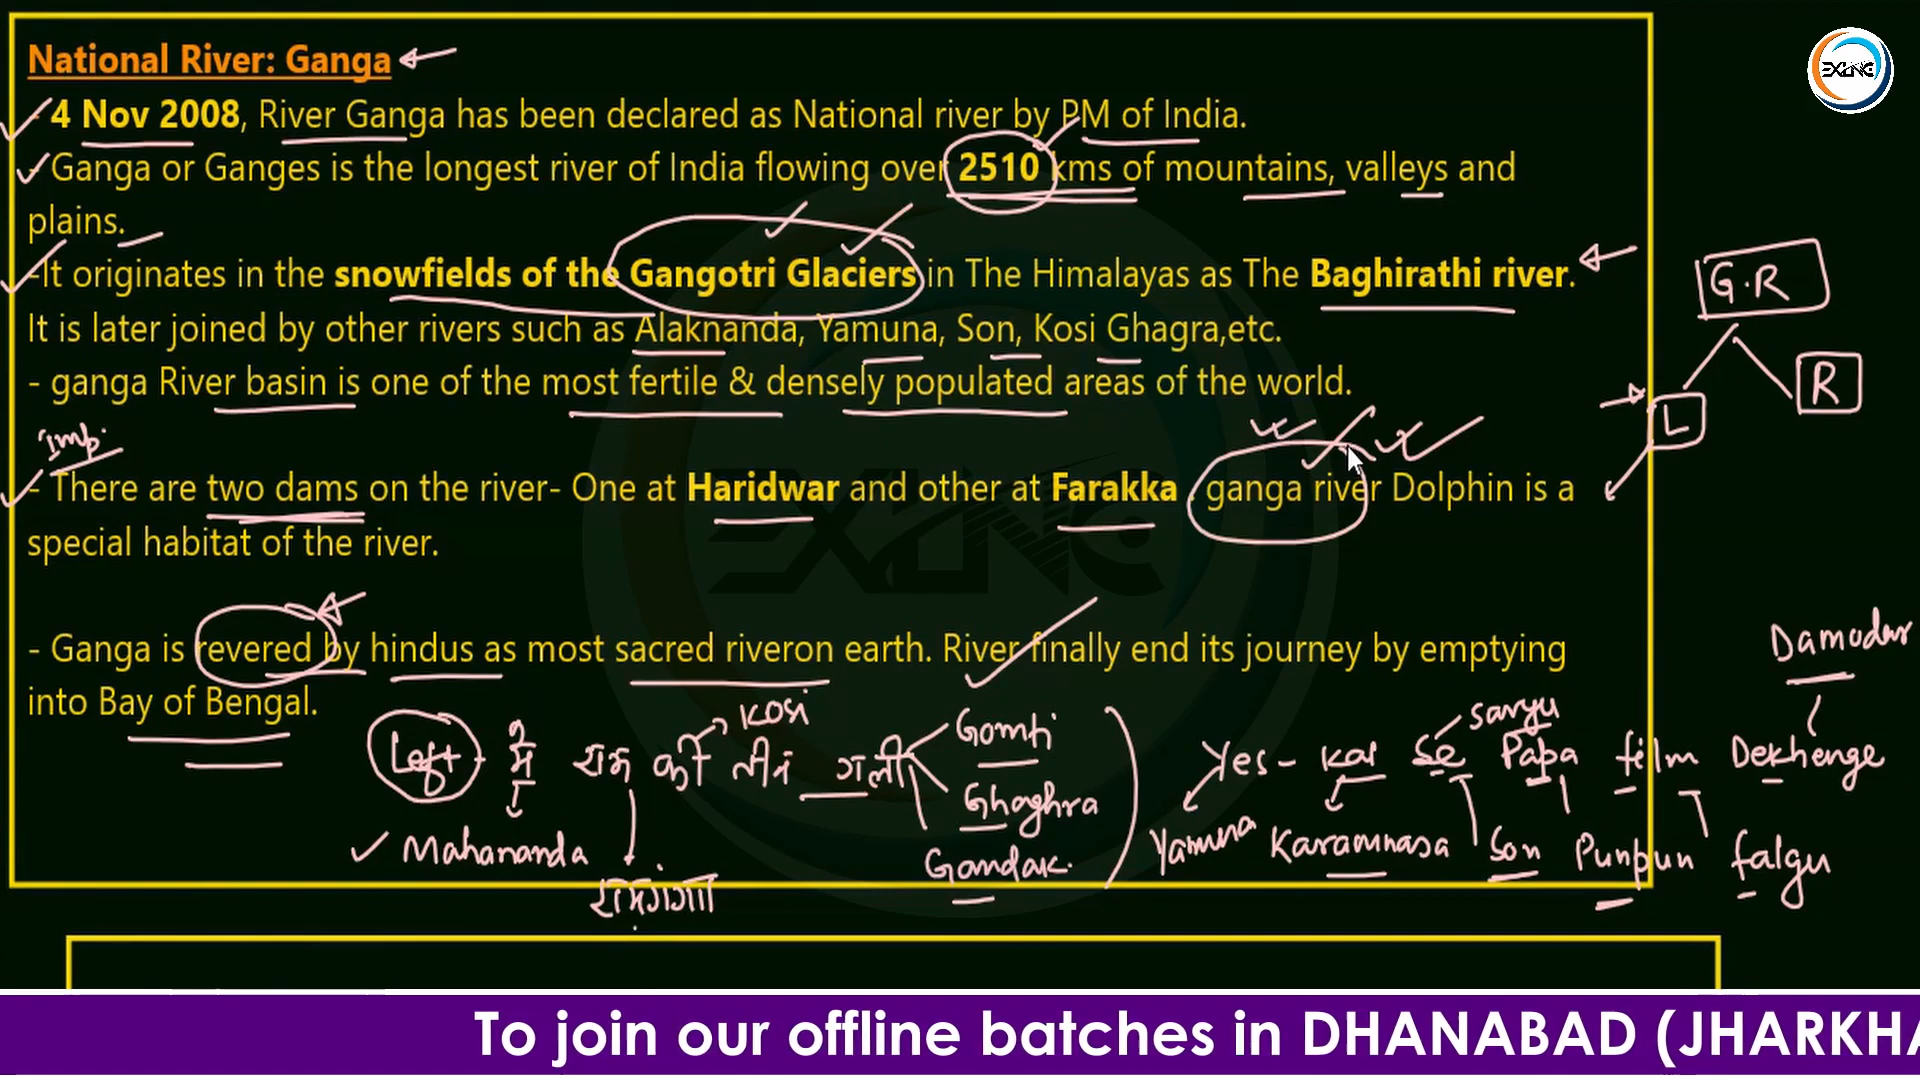 National River: Ganga
- 4 Nov 2008, River Ganga has been declared as National river by PM of India.
- Ganga or Ganges is the longest river of India flowing over 2510 kms of mountains, valleys and
plains.
-It originates in the snowfields of the Gangotri Glaciers in The Himalayas as The Baghirathi river.
It is later joined by other rivers such as Alaknanda, Yamuna, Son, Kosi Ghagra,etc.
- ganga River basin is one of the most fertile & densely populated areas of the world.
G.R
L
R
Imp.
- There are two dams on the river- One at Haridwar and other at Farakka . ganga river Dolphin is a
special habitat of the river.
- Ganga is revered by hindus as most sacred riveron earth. River finally end its journey by emptying
into Bay of Bengal.
Damodar
Kosi Gomti Saryu
Left - में राम की गली Yes - Kar Se Papa film Dekhenge
Ghaghra
Mahananda Gandak. Yamuna Karamnasa Son Punpun falgu
रामगंगा
EXLNC
EXLNC
To join our offline batches in DHANABAD (JHARKHA